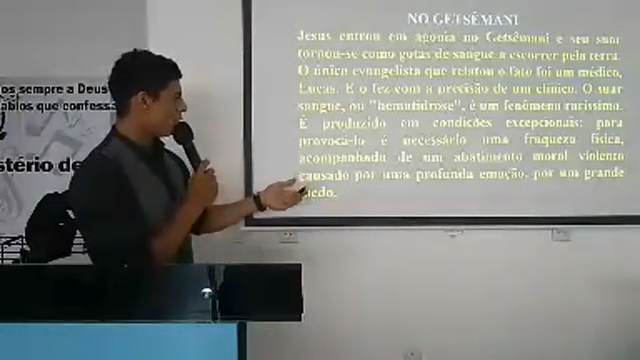 NO GETSÊMANI
Jesus entrou em agonia no Getsêmani e seu suor
tornou-se como gotas de sangue a escorrer pela terra.
O único evangelista que relatou o fato foi um médico,
Lucas. E o fez com a precisão de um clínico. O suar
sangue, ou "hematidrose", é um fenômeno raríssimo.
É produzido em condições excepcionais: para
provocá-lo é necessário uma fraqueza física,
acompanhada de um abatimento moral violento
causado por uma profunda emoção, por um grande
medo.
os sempre a Deus
ábios que confess
stério de